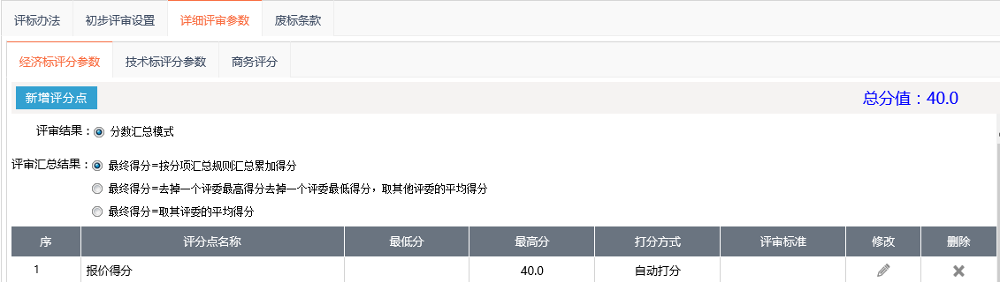 评标办法 初步评审设置 详细评审参数 废标条款
经济标评分参数 技术标评分参数 商务评分
新增评分点 总分值：40.0
评审结果： 分数汇总模式
评审汇总结果： 最终得分=按分项汇总规则汇总累加得分
最终得分=去掉一个评委最高得分去掉一个评委最低得分，取其他评委的平均得分
最终得分=取其评委的平均得分
序 评分点名称 最低分 最高分 打分方式 评审标准 修改 删除
1 报价得分 40.0 自动打分